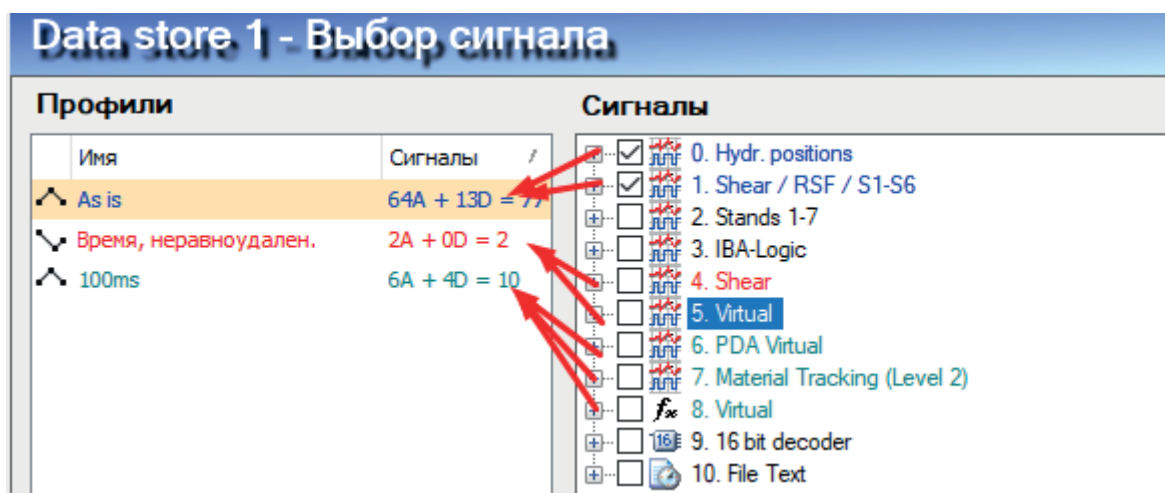 Data store 1 - Выбор сигнала
Профили
Имя Сигналы /
As is 64A + 13D = 77
Время, неравноудален. 2A + 0D = 2
100ms 6A + 4D = 10
Сигналы
0. Hydr. positions
1. Shear / RSF / S1-S6
2. Stands 1-7
3. IBA-Logic
4. Shear
5. Virtual
6. PDA Virtual
7. Material Tracking (Level 2)
fx 8. Virtual
16 9. 16 bit decoder
10. File Text